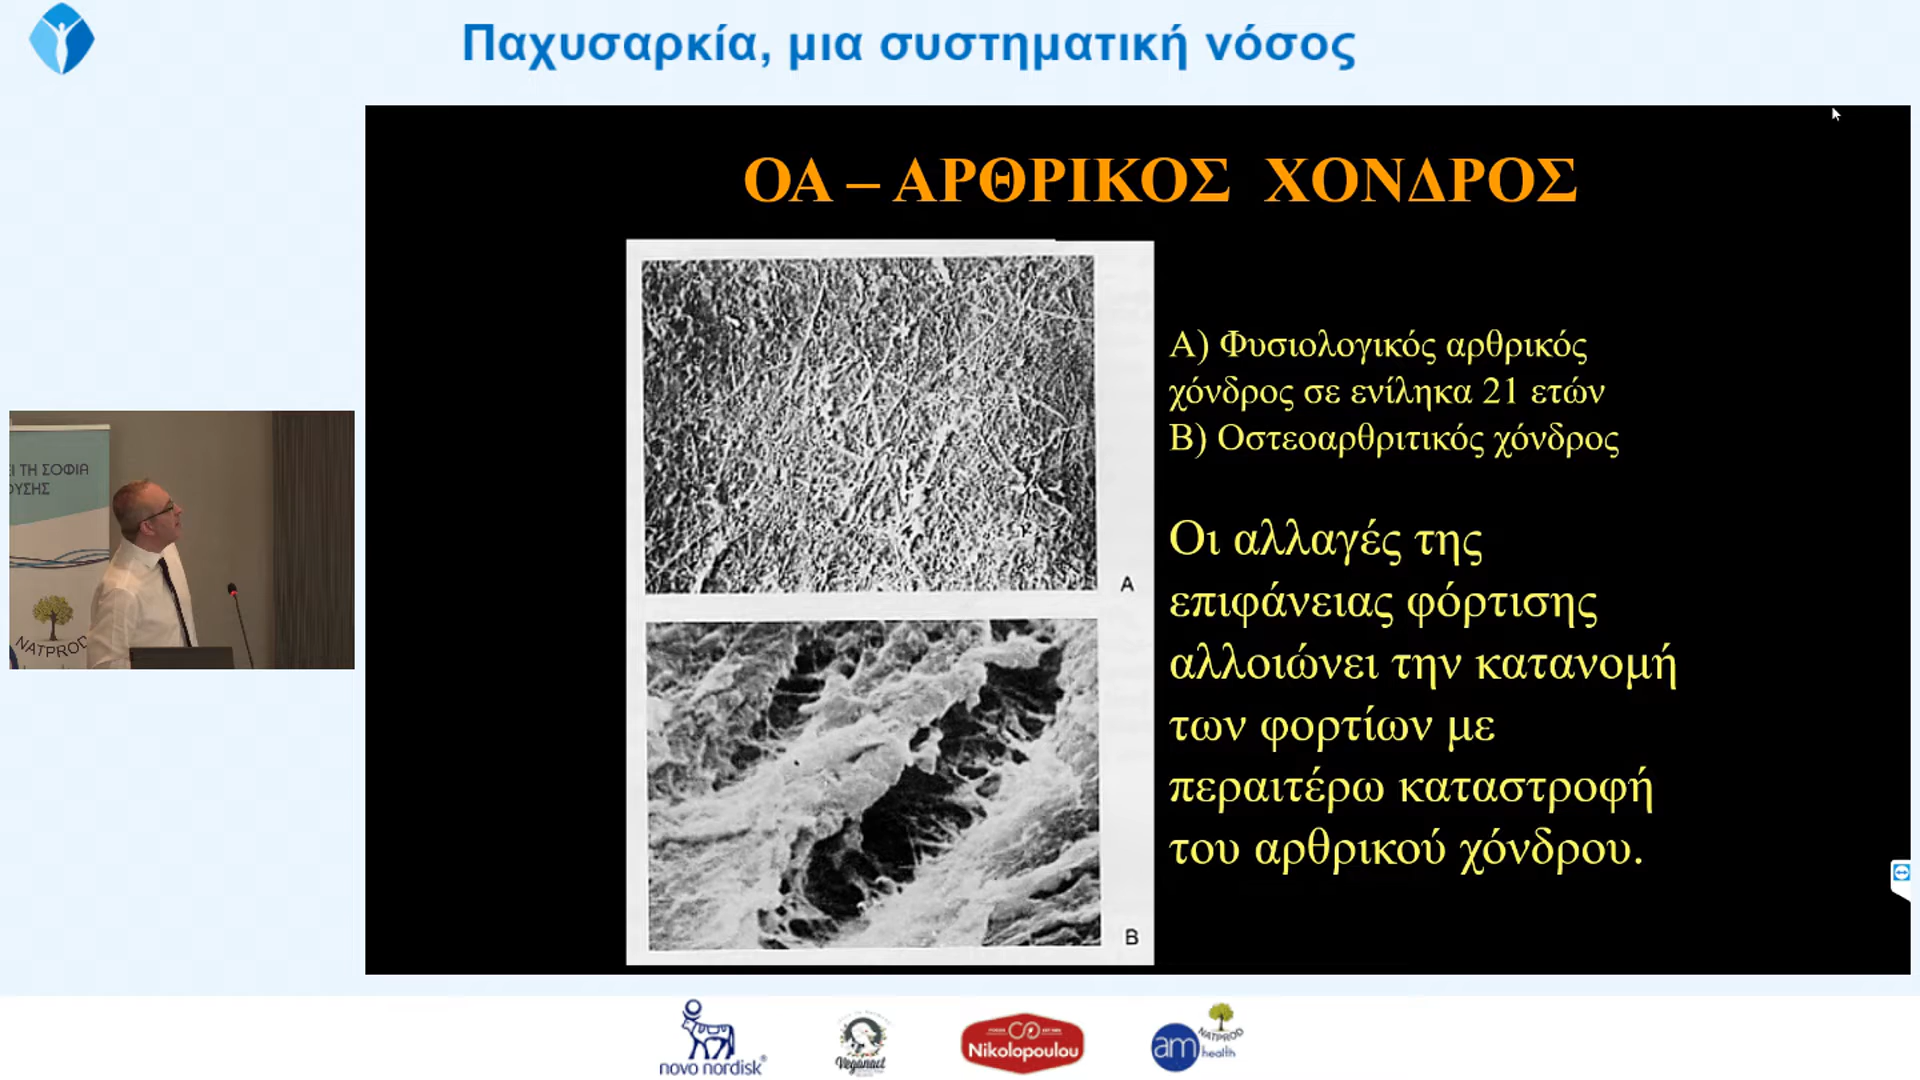 Παχυσαρκία, μια συστηματική νόσος
ΟΑ – ΑΡΘΡΙΚΟΣ ΧΟΝΔΡΟΣ
Α) Φυσιολογικός αρθρικός
χόνδρος σε ενίληκα 21 ετών
Β) Οστεοαρθριτικός χόνδρος
Οι αλλαγές της
επιφάνειας φόρτισης
αλλοιώνει την κατανομή
των φορτίων με
περαιτέρω καταστροφή
του αρθρικού χόνδρου.
A
B
ΤΗ ΣΟΦΙΑ
NATPROD
novo nordisk®
Veganact
Nikolopoulou
am
NATPROD
health